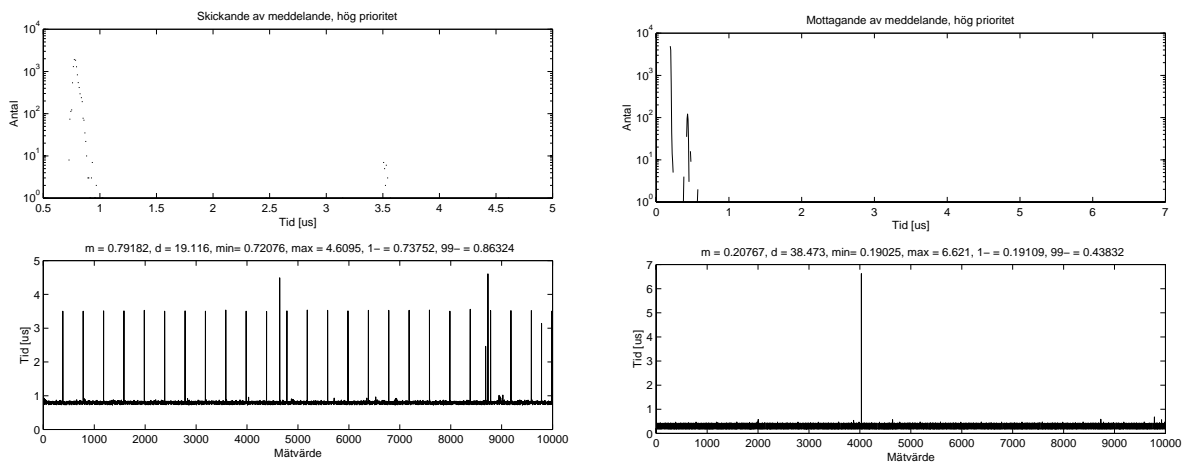 Skickande av meddelande, hög prioritet
10^4
10^3
10^2
10^1
10^0
Antal
0.5 1 1.5 2 2.5 3 3.5 4 4.5 5
Tid [us]
m = 0.79182, d = 19.116, min= 0.72076, max = 4.6095, 1– = 0.73752, 99– = 0.86324
5
4
3
2
1
0
Tid [us]
0 1000 2000 3000 4000 5000 6000 7000 8000 9000 10000
Mätvärde
Mottagande av meddelande, hög prioritet
10^4
10^3
10^2
10^1
10^0
Antal
0 1 2 3 4 5 6 7
Tid [us]
m = 0.20767, d = 38.473, min= 0.19025, max = 6.621, 1– = 0.19109, 99– = 0.43832
7
6
5
4
3
2
1
0
Tid [us]
0 1000 2000 3000 4000 5000 6000 7000 8000 9000 10000
Mätvärde